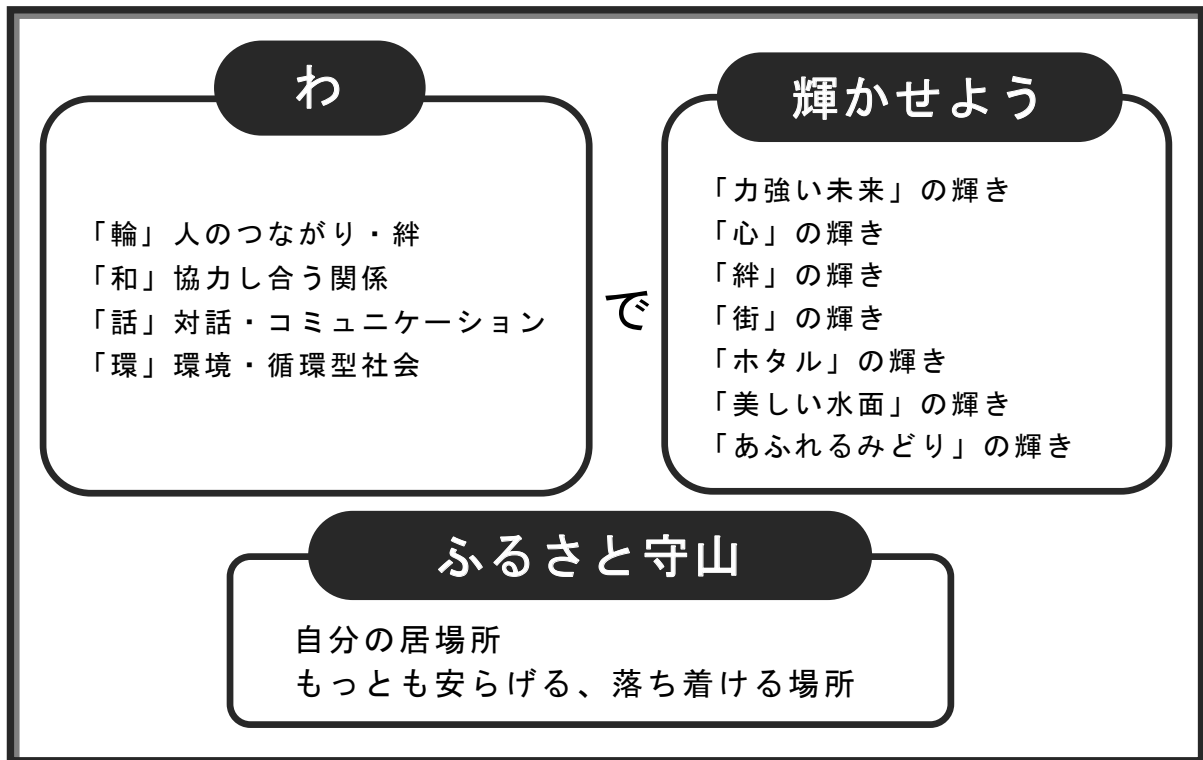 わ
「輪」人のつながり・絆
「和」協力し合う関係
「話」対話・コミュニケーション
「環」環境・循環型社会
で
輝かせよう
「力強い未来」の輝き
「心」の輝き
「絆」の輝き
「街」の輝き
「ホタル」の輝き
「美しい水面」の輝き
「あふれるみどり」の輝き
ふるさと守山
自分の居場所
もっとも安らげる、落ち着ける場所